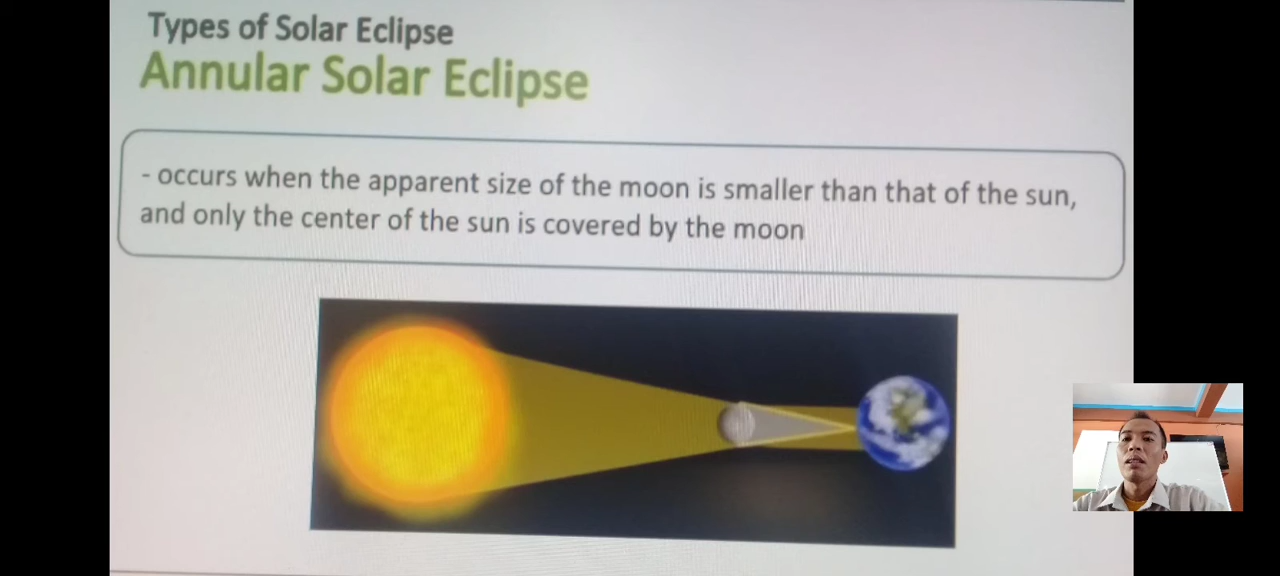 Types of Solar Eclipse
Annular Solar Eclipse
- occurs when the apparent size of the moon is smaller than that of the sun,
and only the center of the sun is covered by the moon